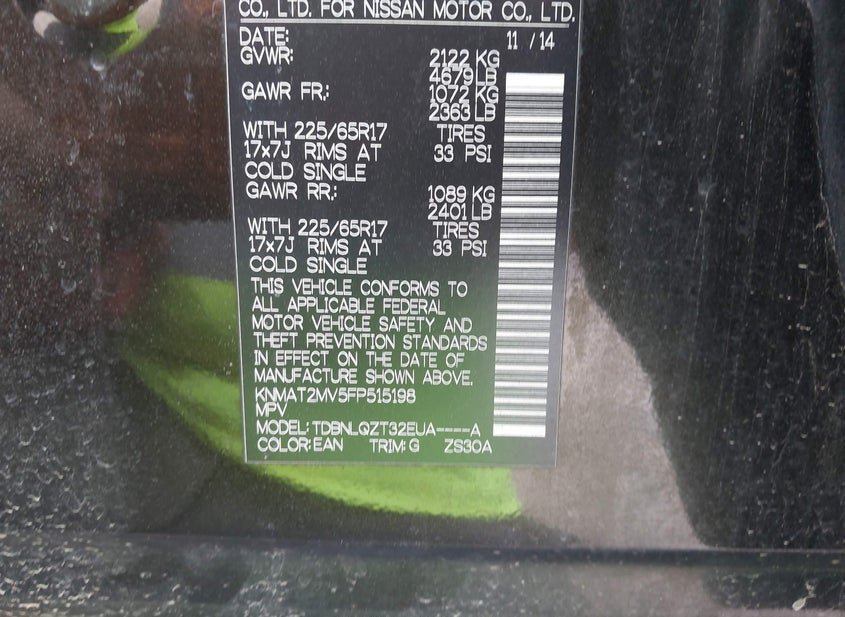 CO., LTD. FOR NISSAN MOTOR CO., LTD.
DATE: 11 / 14
GVWR: 2122 KG
4679 LB
GAWR FR.: 1072 KG
2363 LB
WITH 225/65R17 TIRES
17x7J RIMS AT 33 PSI
COLD SINGLE
GAWR RR.: 1089 KG
2401 LB
WITH 225/65R17 TIRES
17x7J RIMS AT 33 PSI
COLD SINGLE
THIS VEHICLE CONFORMS TO
ALL APPLICABLE FEDERAL
MOTOR VEHICLE SAFETY AND
THEFT PREVENTION STANDARDS
IN EFFECT ON THE DATE OF
MANUFACTURE SHOWN ABOVE.
KNMAT2MV5FP515198
MPV
MODEL: TDBNLQZT32EUA----A
COLOR: EAN TRIM: G ZS30A